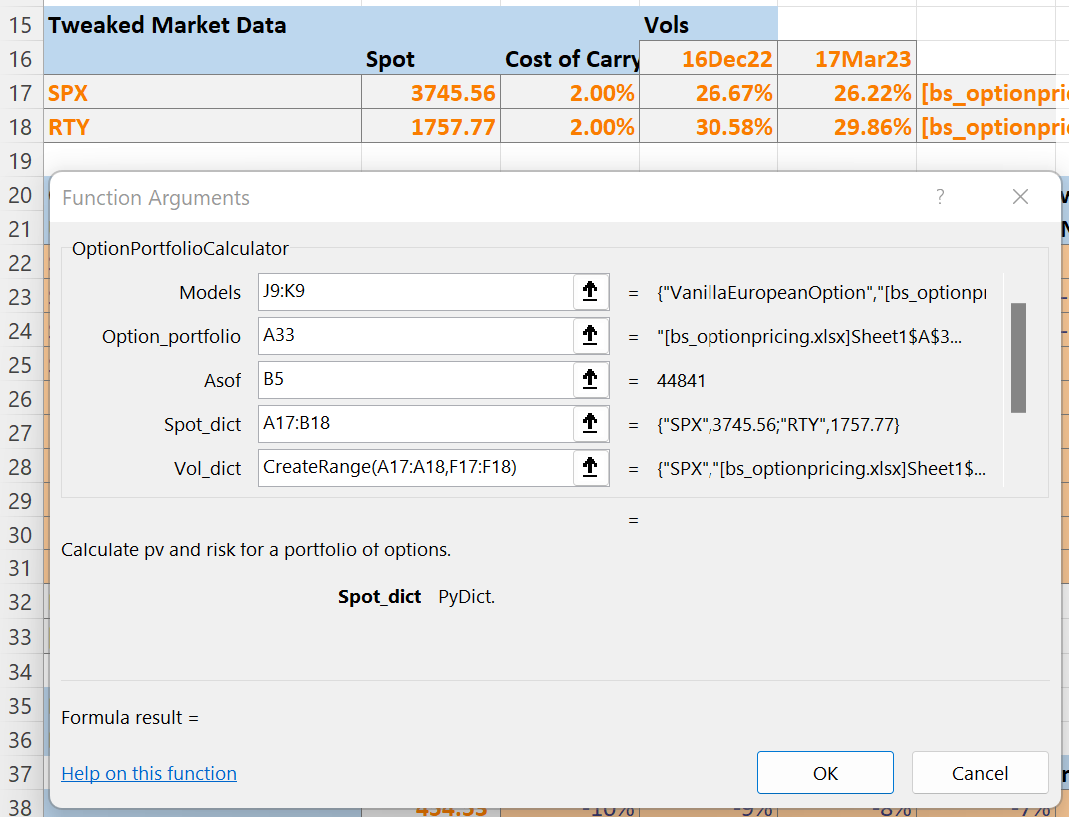 15 Tweaked Market Data Vols
16 Spot Cost of Carry 16Dec22 17Mar23
17 SPX 3745.56 2.00% 26.67% 26.22% [bs_optionpri
18 RTY 1757.77 2.00% 30.58% 29.86% [bs_optionpri
19
20 Function Arguments ?
21
OptionPortfolioCalculator
22
23 Models J9:K9 = {"VanillaEuropeanOption","[bs_optionpr
24 Option_portfolio A33 = "[bs_optionpricing.xlsx]Sheet1$A$3...
25 Asof B5 = 44841
26
27 Spot_dict A17:B18 = {"SPX",3745.56;"RTY",1757.77}
28 Vol_dict CreateRange(A17:A18,F17:F18) = {"SPX","[bs_optionpricing.xlsx]Sheet1$...
29
30 =
31 Calculate pv and risk for a portfolio of options.
32 Spot_dict PyDict.
33
34
35
36 Formula result =
37 Help on this function OK Cancel
38 454.53 -10% -9% -8% -7%